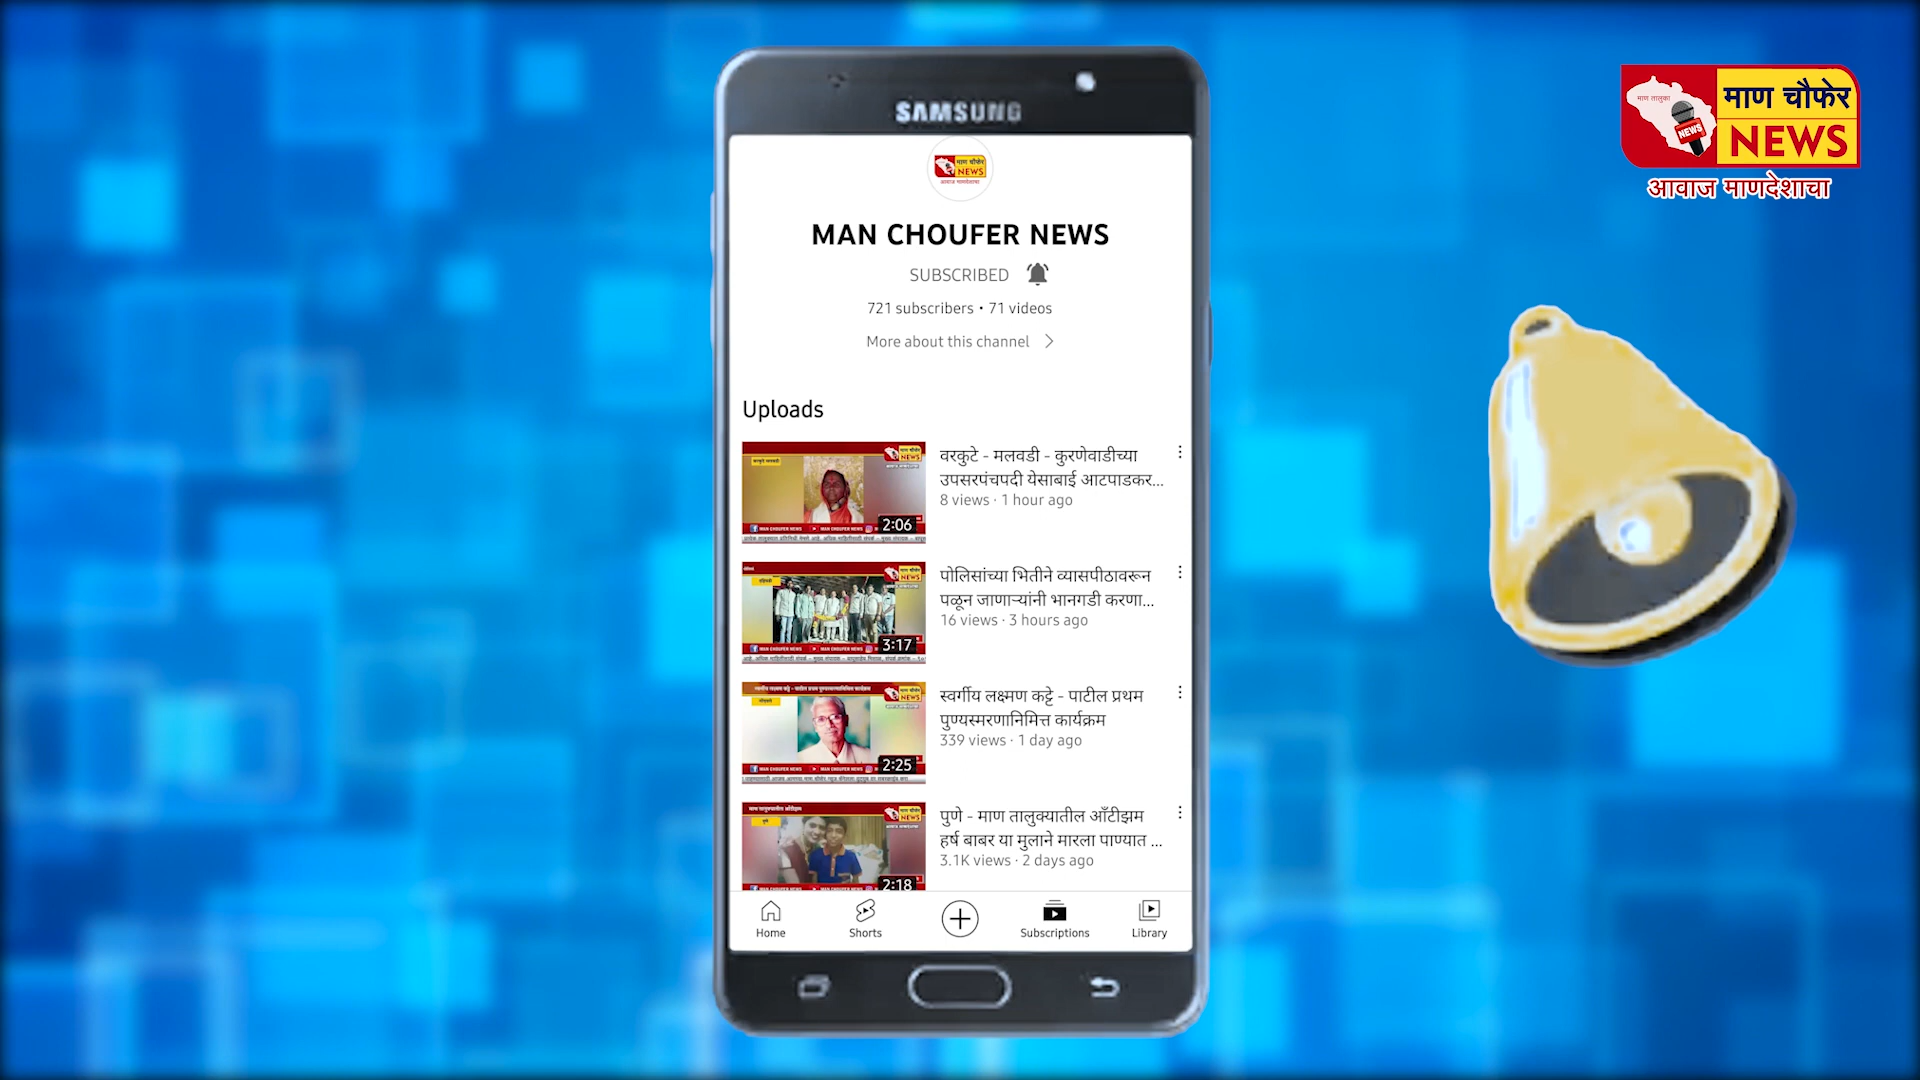 SAMSUNG
माण चौफेर
NEWS
MAN CHOUFER NEWS
SUBSCRIBED
721 subscribers • 71 videos
More about this channel
Uploads
वरकुटे - मलवडी - कुरणेवाडीच्या
उपसरपंचपदी येसाबाई आटपाडकर...
8 views · 1 hour ago
2:06
पोलिसांच्या भितीने व्यासपीठावरून
पळून जाणाऱ्यांनी भानगडी करणा...
16 views · 3 hours ago
3:17
स्वर्गीय लक्ष्मण कट्टे - पाटील प्रथम
पुण्यस्मरणानिमित्त कार्यक्रम
339 views · 1 day ago
2:25
पुणे - माण तालुक्यातील ऑटीझम
हर्ष बाबर या मुलाने मारला पाण्यात ...
3.1K views · 2 days ago
2:18
Home
Shorts
Subscriptions
Library
माण तालुका
NEWS
माण चौफेर
NEWS
आवाज माणदेशाचा